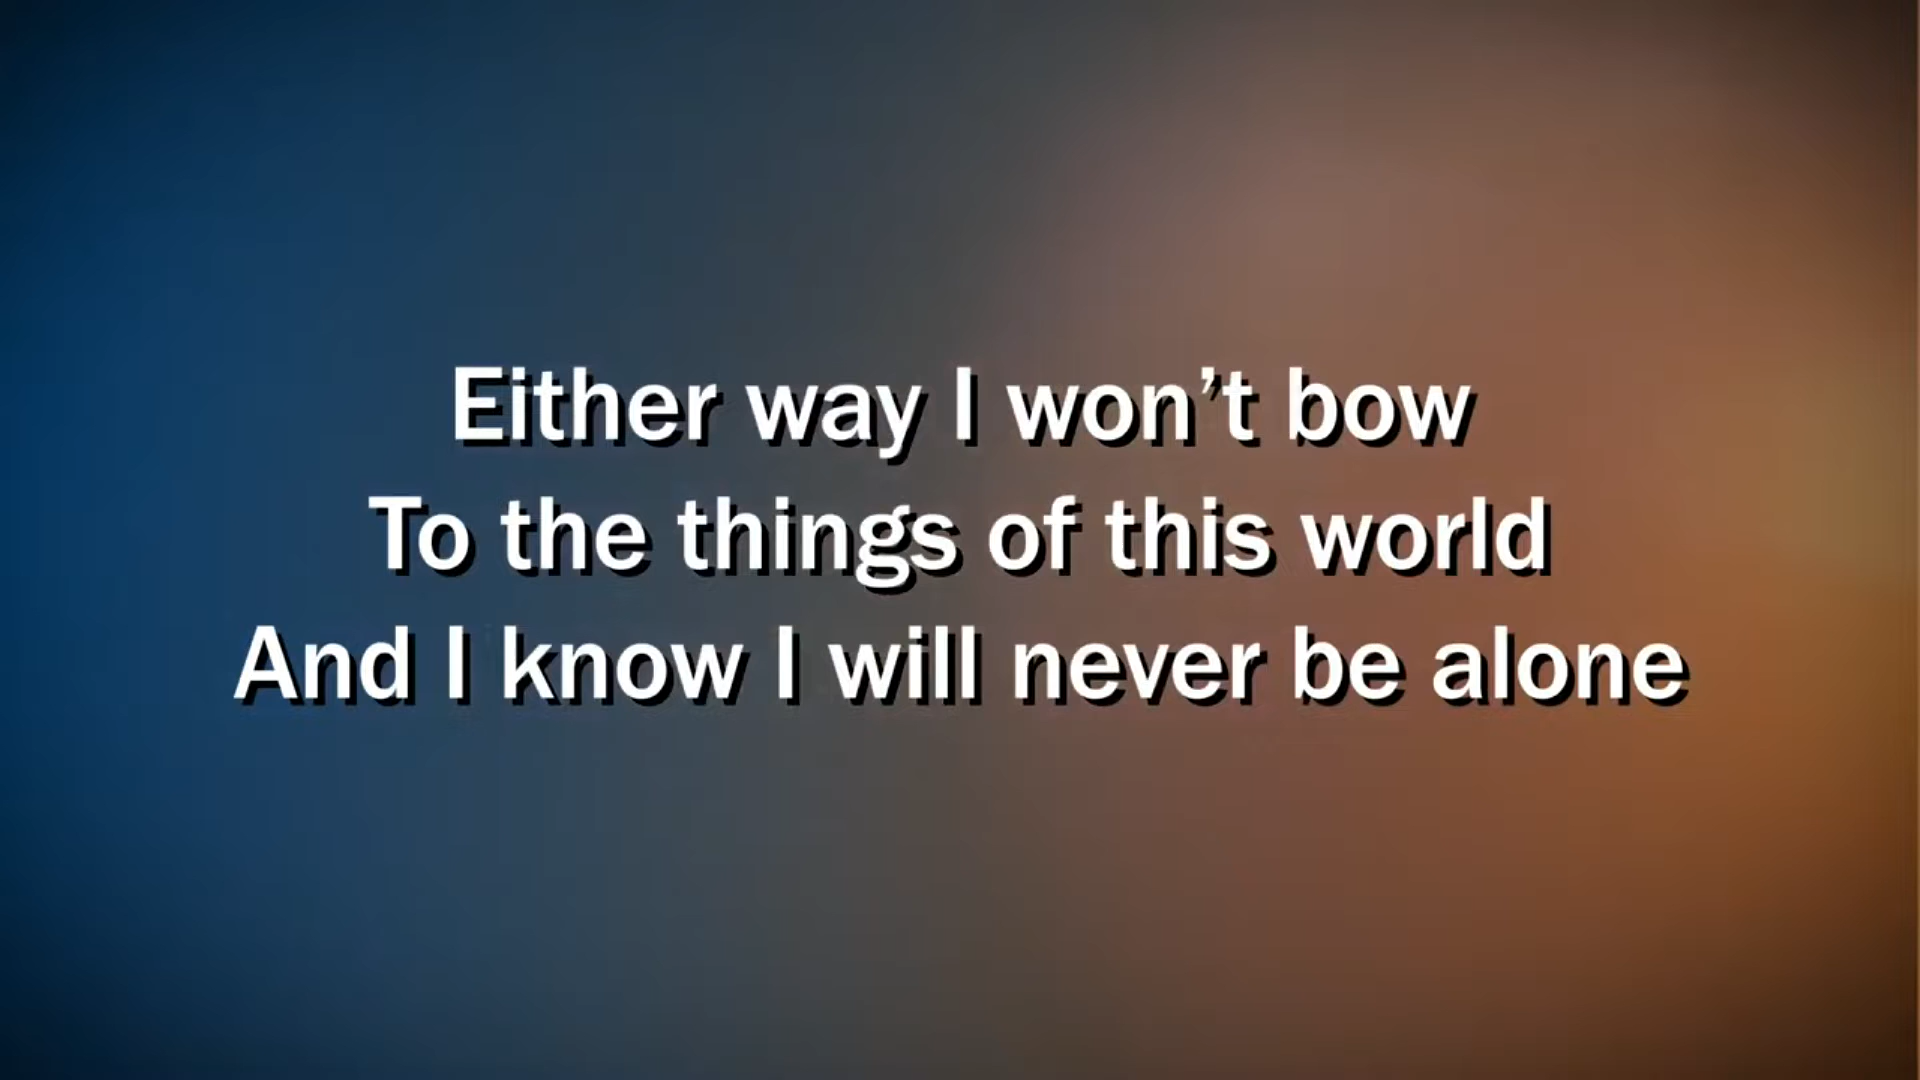 Either way I won’t bow
To the things of this world
And I know I will never be alone